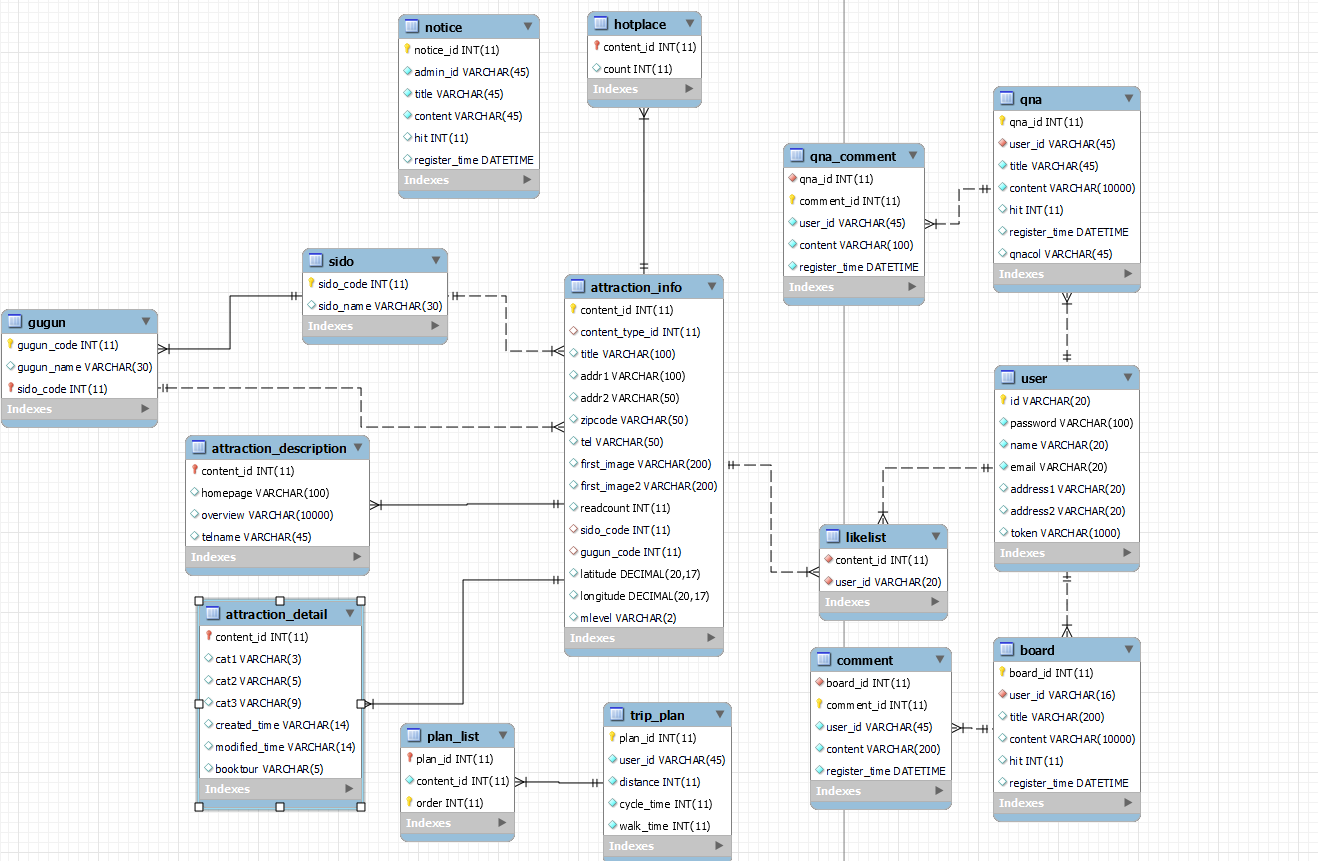 notice
notice_id INT(11)
admin_id VARCHAR(45)
title VARCHAR(45)
content VARCHAR(45)
hit INT(11)
register_time DATETIME
Indexes
hotplace
content_id INT(11)
count INT(11)
Indexes
qna
qna_id INT(11)
user_id VARCHAR(45)
title VARCHAR(45)
content VARCHAR(10000)
hit INT(11)
register_time DATETIME
qnacol VARCHAR(45)
Indexes
qna_comment
qna_id INT(11)
comment_id INT(11)
user_id VARCHAR(45)
content VARCHAR(100)
register_time DATETIME
Indexes
sido
sido_code INT(11)
sido_name VARCHAR(30)
Indexes
gugun
gugun_code INT(11)
gugun_name VARCHAR(30)
sido_code INT(11)
Indexes
attraction_info
content_id INT(11)
content_type_id INT(11)
title VARCHAR(100)
addr1 VARCHAR(100)
addr2 VARCHAR(50)
zipcode VARCHAR(50)
tel VARCHAR(50)
first_image VARCHAR(200)
first_image2 VARCHAR(200)
readcount INT(11)
sido_code INT(11)
gugun_code INT(11)
latitude DECIMAL(20,17)
longitude DECIMAL(20,17)
mlevel VARCHAR(2)
Indexes
user
id VARCHAR(20)
password VARCHAR(100)
name VARCHAR(20)
email VARCHAR(20)
address1 VARCHAR(20)
address2 VARCHAR(20)
token VARCHAR(1000)
Indexes
attraction_description
content_id INT(11)
homepage VARCHAR(100)
overview VARCHAR(10000)
telname VARCHAR(45)
Indexes
likelist
content_id INT(11)
user_id VARCHAR(20)
Indexes
attraction_detail
content_id INT(11)
cat1 VARCHAR(3)
cat2 VARCHAR(5)
cat3 VARCHAR(9)
created_time VARCHAR(14)
modified_time VARCHAR(14)
booktour VARCHAR(5)
Indexes
board
board_id INT(11)
user_id VARCHAR(16)
title VARCHAR(200)
content VARCHAR(10000)
hit INT(11)
register_time DATETIME
Indexes
comment
board_id INT(11)
comment_id INT(11)
user_id VARCHAR(45)
content VARCHAR(200)
register_time DATETIME
Indexes
plan_list
plan_id INT(11)
content_id INT(11)
order INT(11)
Indexes
trip_plan
plan_id INT(11)
user_id VARCHAR(45)
distance INT(11)
cycle_time INT(11)
walk_time INT(11)
Indexes